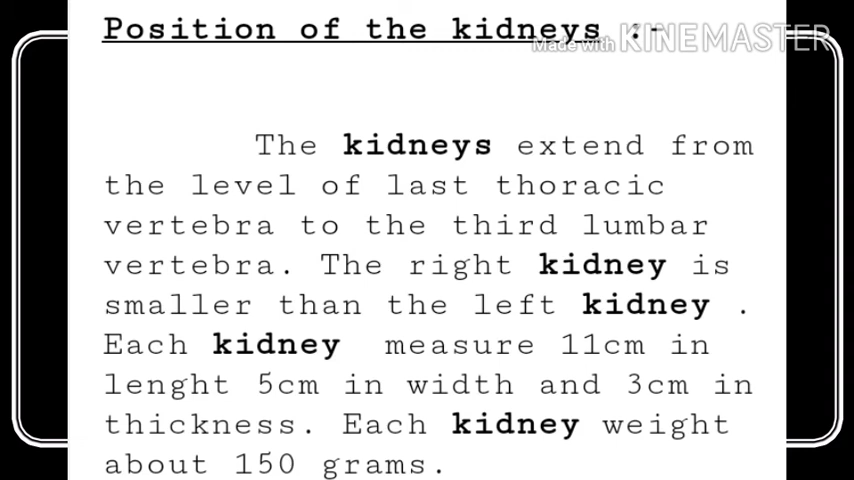 Position of the kidneys :-
Made with KINEMASTER
The kidneys extend from
the level of last thoracic
vertebra to the third lumbar
vertebra. The right kidney is
smaller than the left kidney .
Each kidney measure 11cm in
lenght 5cm in width and 3cm in
thickness. Each kidney weight
about 150 grams.